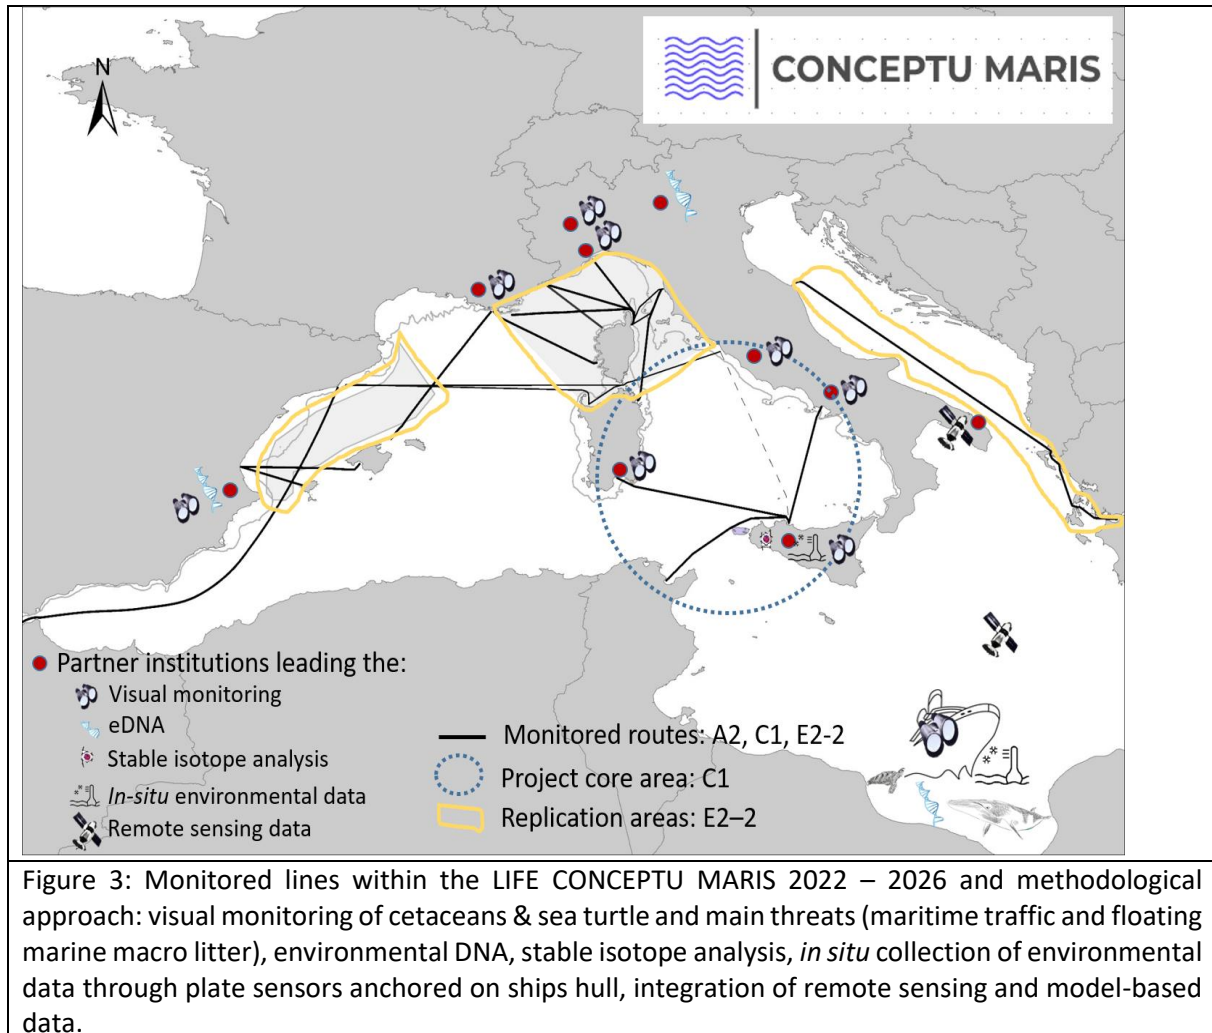 N
CONCEPTU MARIS
Partner institutions leading the:
Visual monitoring
eDNA
Stable isotope analysis
In-situ environmental data
Remote sensing data
Monitored routes: A2, C1, E2-2
Project core area: C1
Replication areas: E2–2
Figure 3: Monitored lines within the LIFE CONCEPTU MARIS 2022 – 2026 and methodological
approach: visual monitoring of cetaceans & sea turtle and main threats (maritime traffic and floating
marine macro litter), environmental DNA, stable isotope analysis, in situ collection of environmental
data through plate sensors anchored on ships hull, integration of remote sensing and model-based
data.